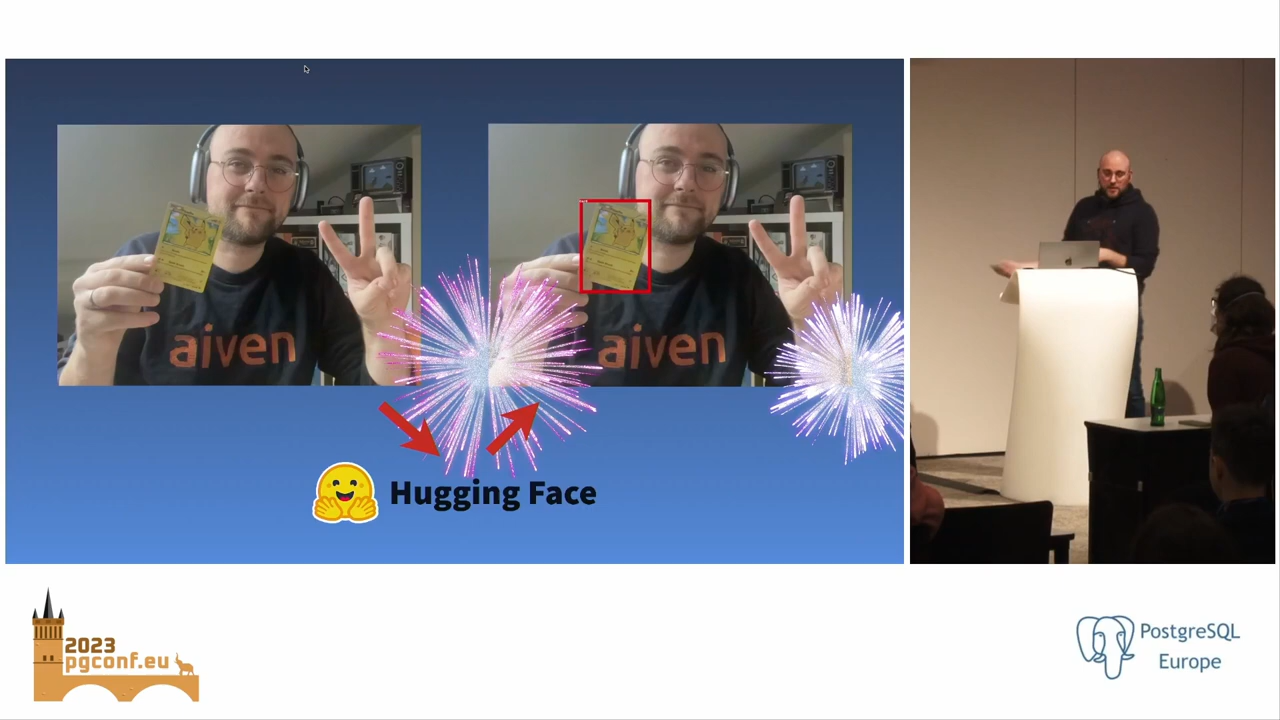 aiven
aiven
Hugging Face
2023
pgconf.eu
PostgreSQL
Europe